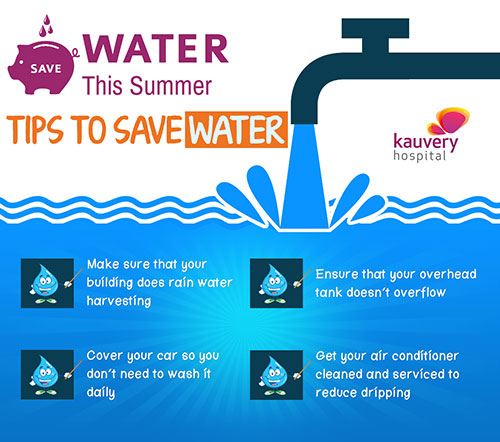 SAVE
WATER
This Summer
TIPS TO SAVE WATER
kauvery
hospital
Make sure that your
building does rain water
harvesting
Ensure that your overhead
tank doesn't overflow
Cover your car so you
don't need to wash it
daily
Get your air conditioner
cleaned and serviced to
reduce dripping